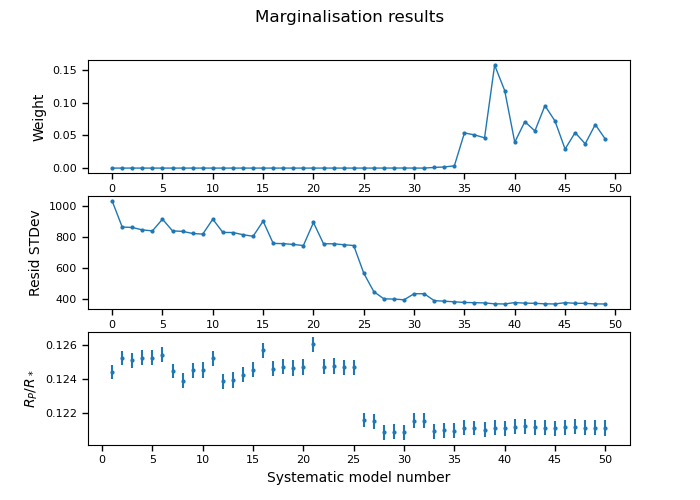 Marginalisation results
Weight
0.15
0.10
0.05
0.00
0 5 10 15 20 25 30 35 40 45 50
Resid STDev
1000
800
600
400
0 5 10 15 20 25 30 35 40 45 50
R_P/R_*
0.126
0.124
0.122
0 5 10 15 20 25 30 35 40 45 50
Systematic model number